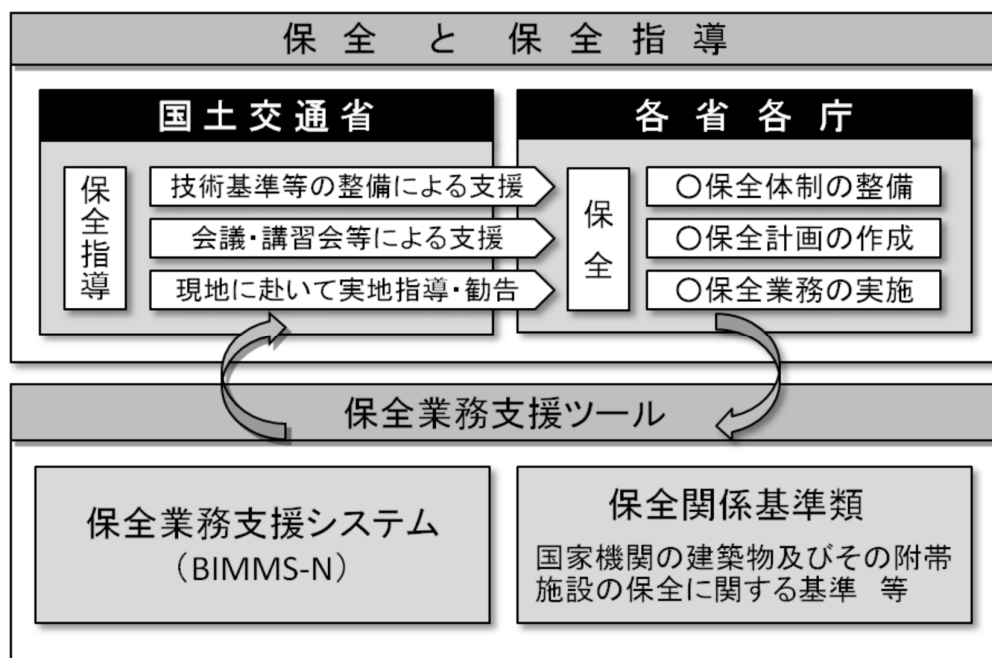 保全と保全指導
国土交通省
保全指導
技術基準等の整備による支援
会議・講習会等による支援
現地に赴いて実地指導・勧告
各省各庁
保全
〇保全体制の整備
〇保全計画の作成
〇保全業務の実施
保全業務支援ツール
保全業務支援システム
（BIMMS-N）
保全関係基準類
国家機関の建築物及びその附帯
施設の保全に関する基準　等